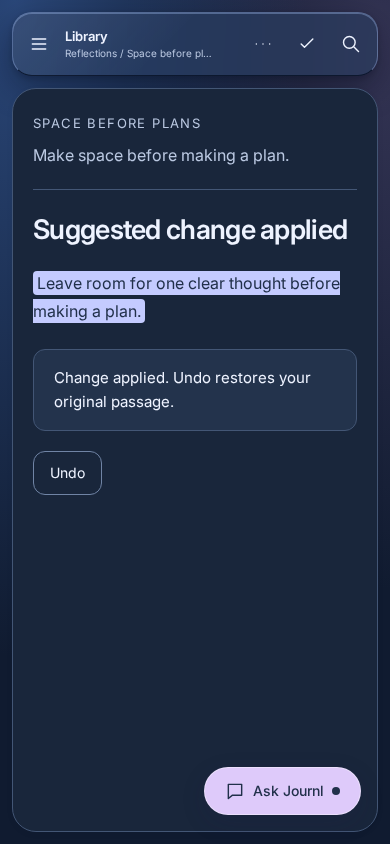 Library
Reflections / Space before pl...
SPACE BEFORE PLANS
Make space before making a plan.
Suggested change applied
Leave room for one clear thought before
making a plan.
Change applied. Undo restores your
original passage.
Undo
Ask Journl